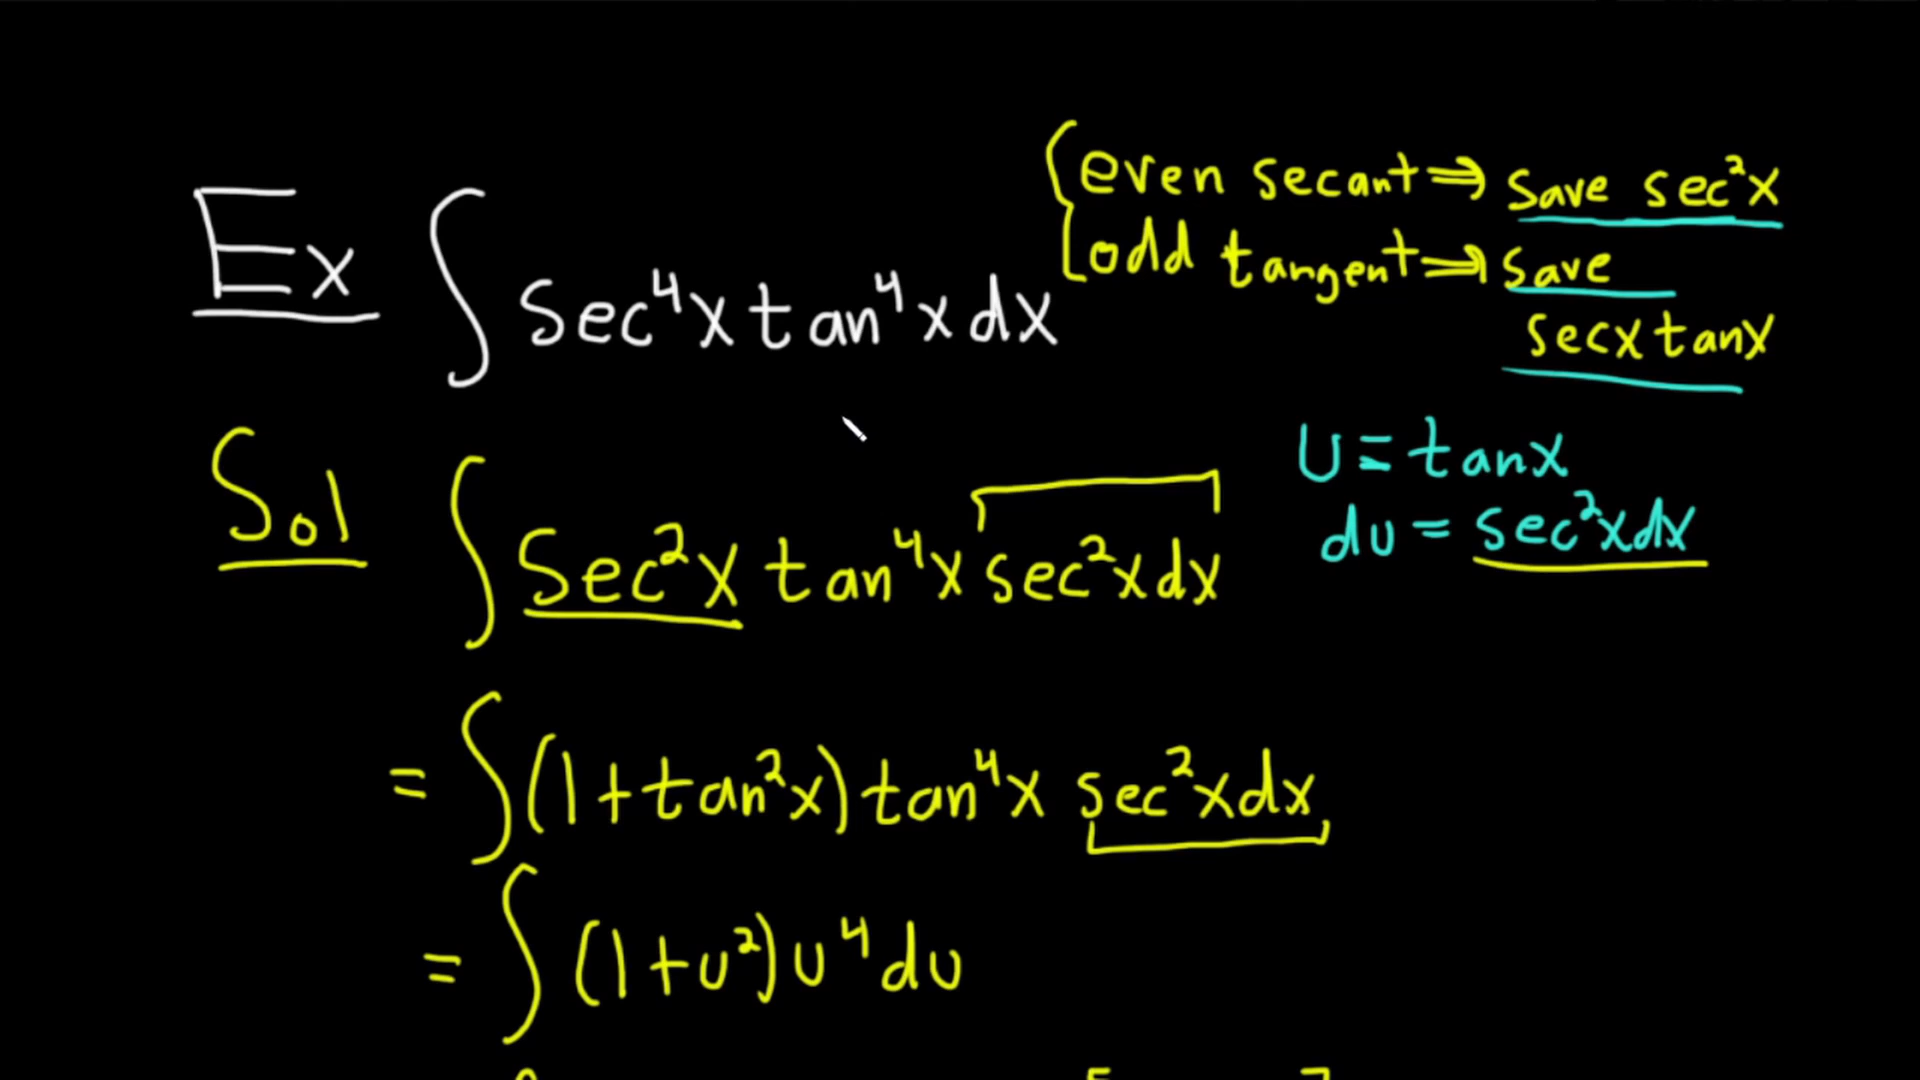 Ex ∫ sec⁴x tan⁴x dx
{ even secant ⇒ save sec²x
odd tangent ⇒ save
secx tanx
Sol ∫ sec²x tan⁴x sec²x dx
u = tanx
du = sec²x dx
= ∫ (1 + tan²x) tan⁴x sec²x dx
= ∫ (1 + u²) u⁴ du